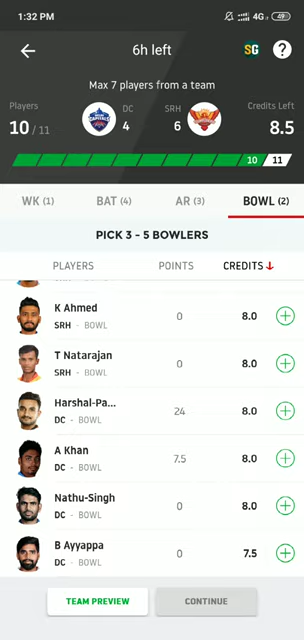 1:32 PM 4G 49
6h left SG ?
Max 7 players from a team
Players DC SRH Credits Left
10 / 11 4 6 8.5
10 11
WK (1) BAT (4) AR (3) BOWL (2)
PICK 3 - 5 BOWLERS
PLAYERS POINTS CREDITS
K Ahmed
SRH - BOWL 0 8.0
T Natarajan
SRH - BOWL 0 8.0
Harshal-Pa...
DC - BOWL 24 8.0
A Khan
DC - BOWL 7.5 8.0
Nathu-Singh
DC - BOWL 0 8.0
B Ayyappa
DC - BOWL 0 7.5
TEAM PREVIEW CONTINUE